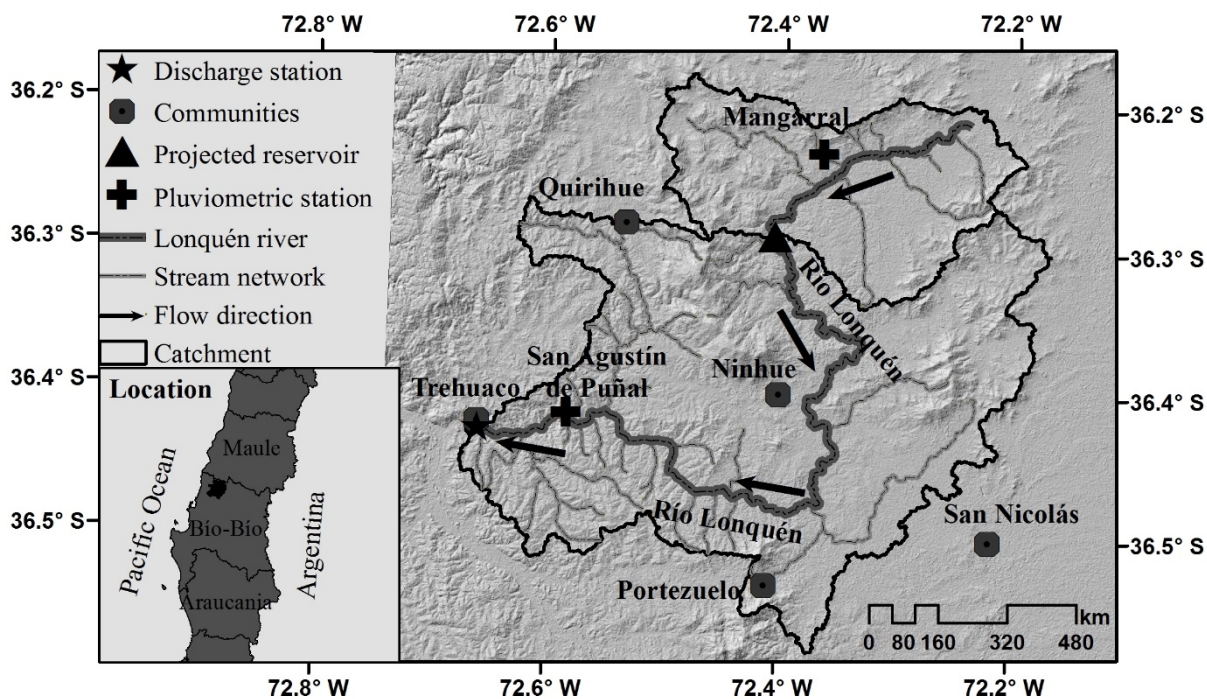 72.8° W 72.6° W 72.4° W 72.2° W
36.2° S
36.3° S
36.4° S
36.5° S
Discharge station
Communities
Projected reservoir
Pluviometric station
Lonquén river
Stream network
Flow direction
Catchment
Location
Maule
Bío-Bío
Araucania
Pacific Ocean
Argentina
Mangarral
Quirihue
Río Lonquén
San Agustín
Trehuaco de Puñal
Ninhue
Río Lonquén
San Nicolás
Portezuelo
km
0 80 160 320 480
36.2° S
36.3° S
36.4° S
36.5° S
72.8° W 72.6° W 72.4° W 72.2° W